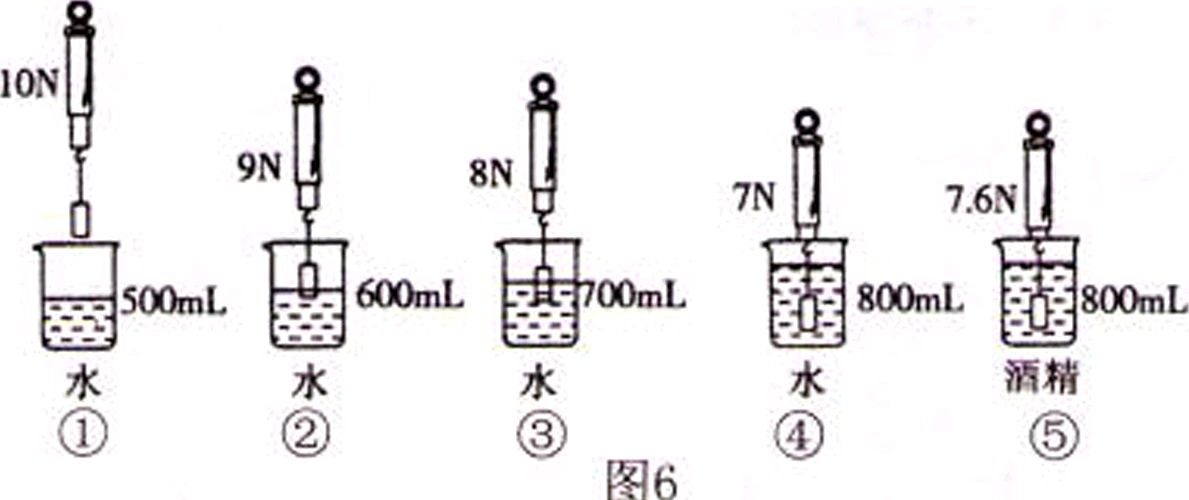 10N
9N
8N
7N
7.6N
500mL
600mL
700mL
800mL
800mL
水
水
水
水
酒精
①
②
③
④
⑤
图6